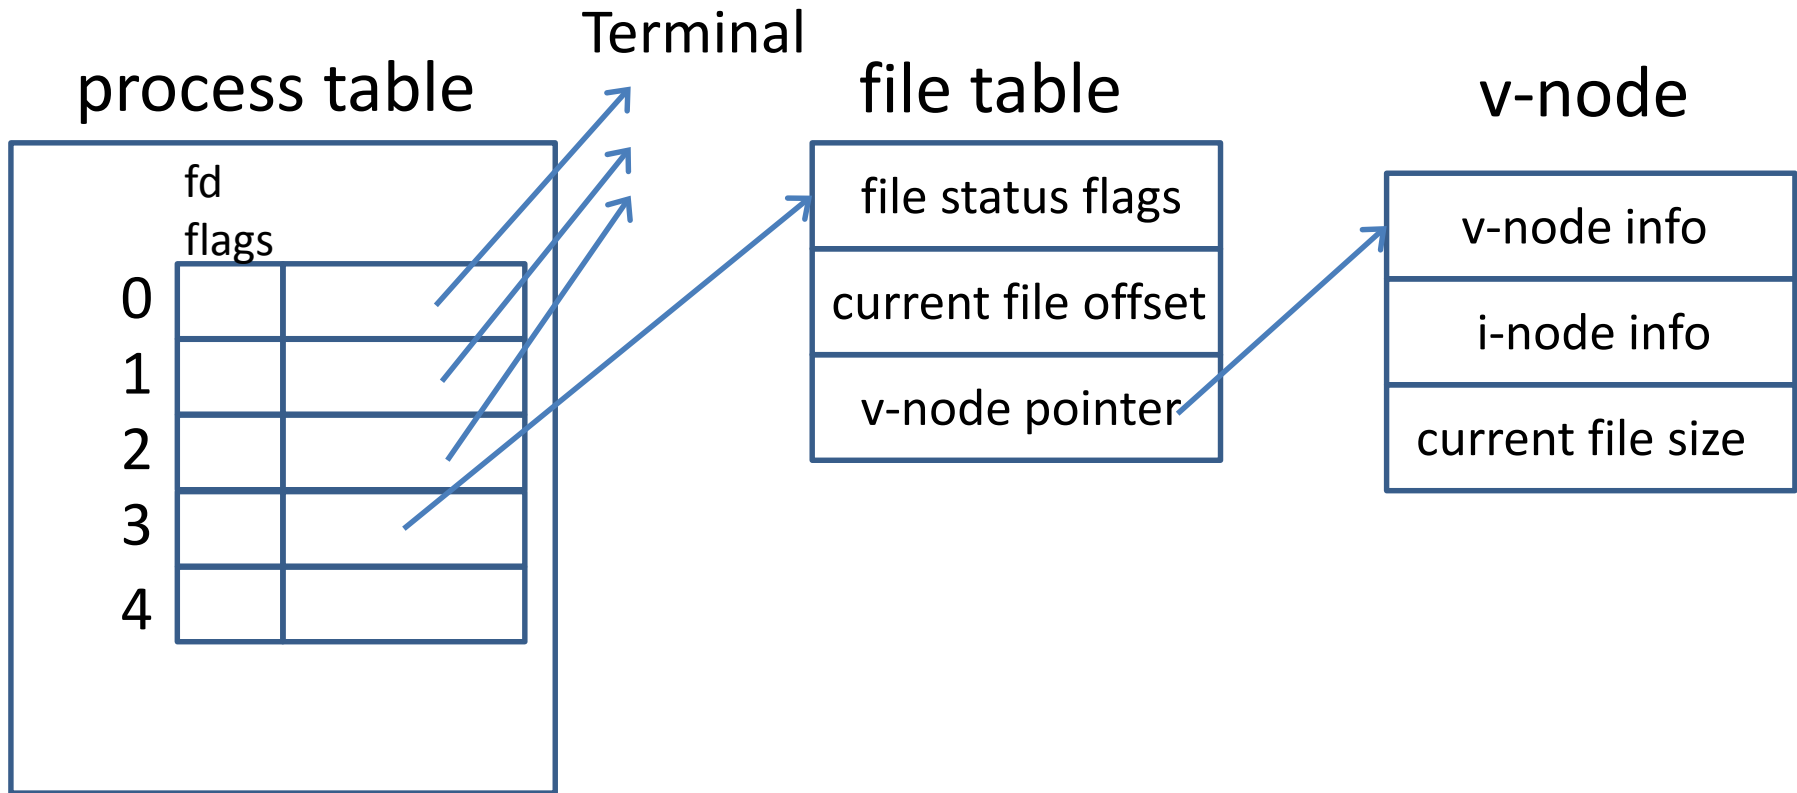 Terminal
process table
file table
v-node
fd
flags
0
1
2
3
4
file status flags
current file offset
v-node pointer
v-node info
i-node info
current file size